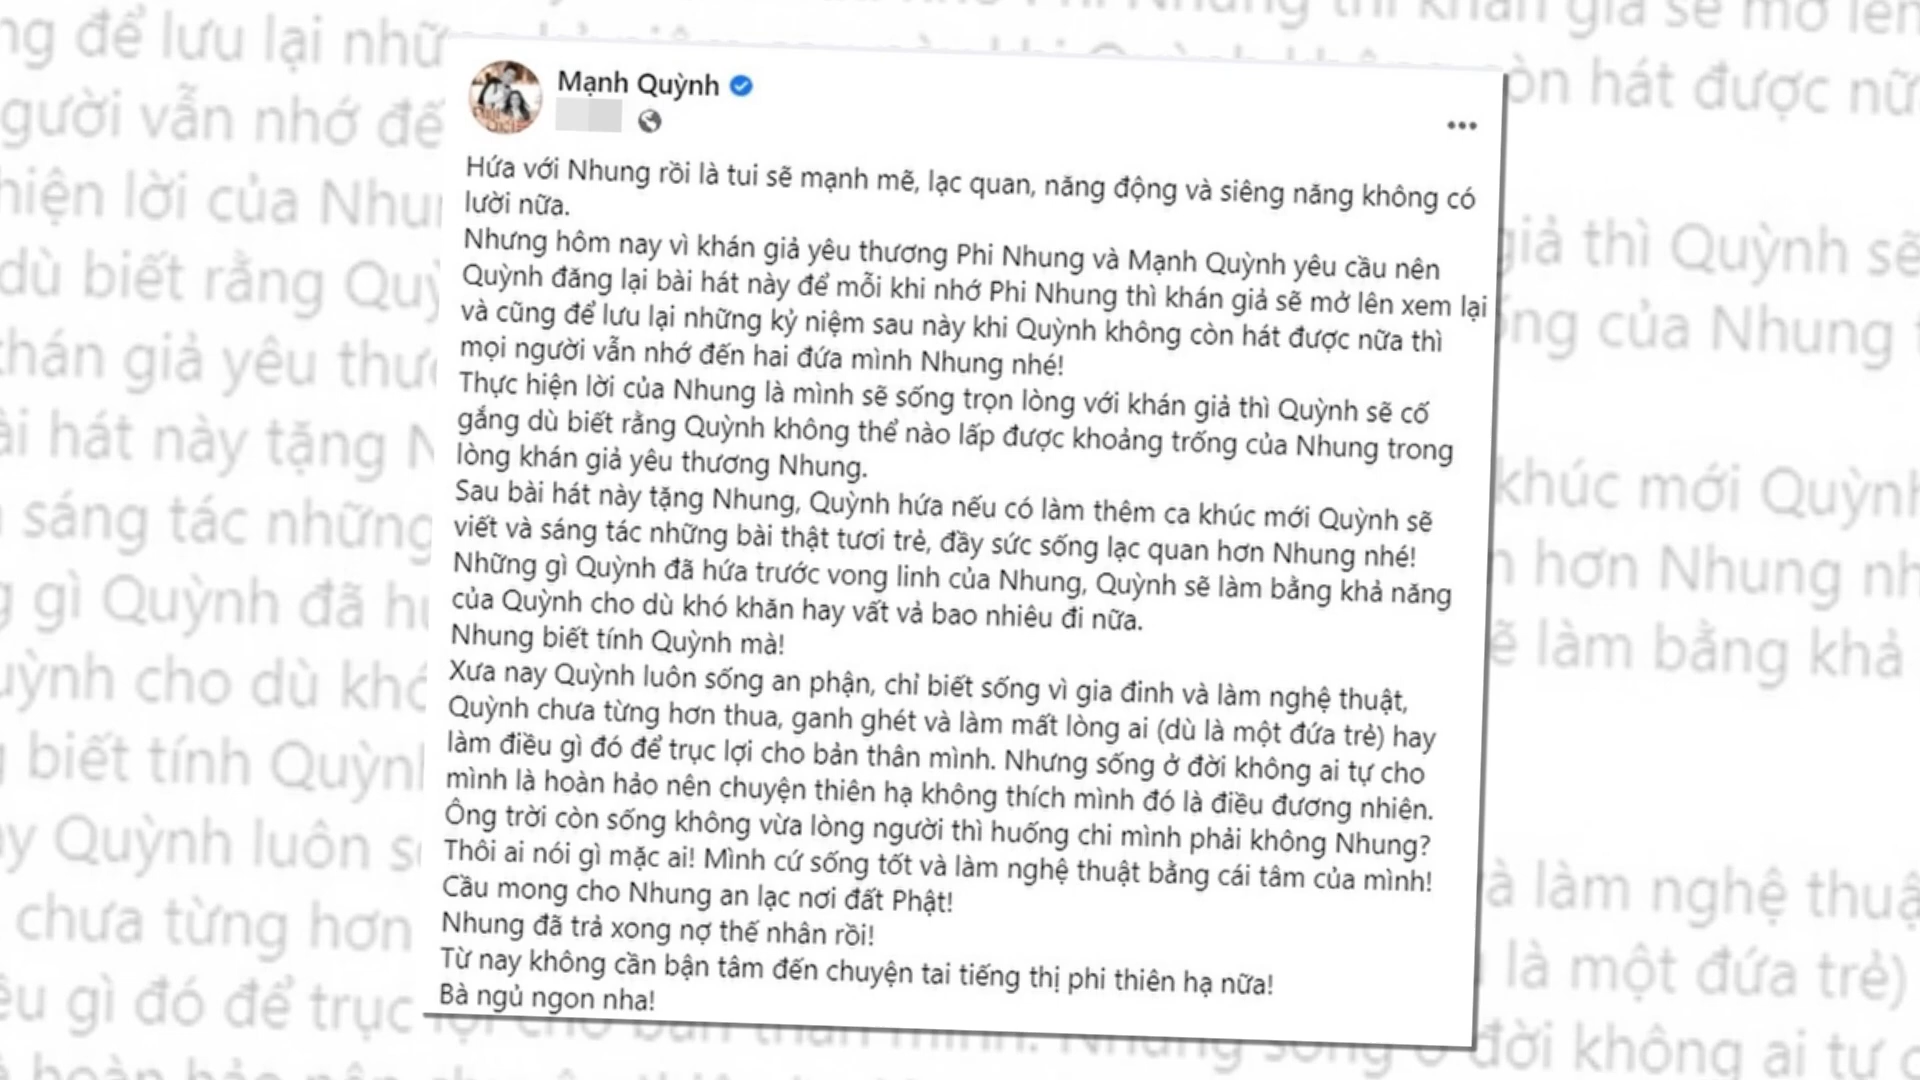 Mạnh Quỳnh
Hứa với Nhung rồi là tui sẽ mạnh mẽ, lạc quan, năng động và siêng năng không có
lười nữa.
Nhưng hôm nay vì khán giả yêu thương Phi Nhung và Mạnh Quỳnh yêu cầu nên
Quỳnh đăng lại bài hát này để mỗi khi nhớ Phi Nhung thì khán giả sẽ mở lên xem lại
và cũng để lưu lại những kỷ niệm sau này khi Quỳnh không còn hát được nữa thì
mọi người vẫn nhớ đến hai đứa mình Nhung nhé!
Thực hiện lời của Nhung là mình sẽ sống trọn lòng với khán giả thì Quỳnh sẽ cố
gắng dù biết rằng Quỳnh không thể nào lấp được khoảng trống của Nhung trong
lòng khán giả yêu thương Nhung.
Sau bài hát này tặng Nhung, Quỳnh hứa nếu có làm thêm ca khúc mới Quỳnh sẽ
viết và sáng tác những bài thật tươi trẻ, đầy sức sống lạc quan hơn Nhung nhé!
Những gì Quỳnh đã hứa trước vong linh của Nhung, Quỳnh sẽ làm bằng khả năng
của Quỳnh cho dù khó khăn hay vất vả bao nhiêu đi nữa.
Nhung biết tính Quỳnh mà!
Xưa nay Quỳnh luôn sống an phận, chỉ biết sống vì gia đinh và làm nghệ thuật,
Quỳnh chưa từng hơn thua, ganh ghét và làm mất lòng ai (dù là một đứa trẻ) hay
làm điều gì đó để trục lợi cho bản thân mình. Nhưng sống ở đời không ai tự cho
mình là hoàn hảo nên chuyện thiên hạ không thích mình đó là điều đương nhiên.
Ông trời còn sống không vừa lòng người thì huống chi mình phải không Nhung?
Thôi ai nói gì mặc ai! Mình cứ sống tốt và làm nghệ thuật bằng cái tâm của mình!
Cầu mong cho Nhung an lạc nơi đất Phật!
Nhung đã trả xong nợ thế nhân rồi!
Từ nay không cần bận tâm đến chuyện tai tiếng thị phi thiên hạ nữa!
Bà ngủ ngon nha!